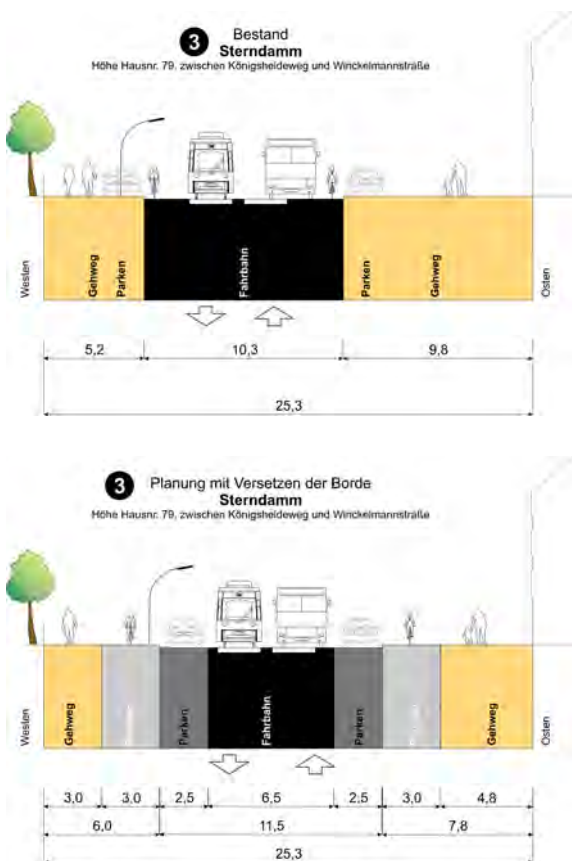 3
Bestand
Sterndamm
Höhe Hausnr. 79, zwischen Königsheideweg und Winckelmannstraße
Westen
Gehweg
Parken
Fahrbahn
Parken
Gehweg
Osten
5,2
10,3
9,8
25,3
3
Planung mit Versetzen der Borde
Sterndamm
Höhe Hausnr. 79, zwischen Königsheideweg und Winckelmannstraße
Westen
Gehweg
Parken
Fahrbahn
Parken
Gehweg
Osten
3,0
3,0
2,5
6,5
2,5
3,0
4,8
6,0
11,5
7,8
25,3